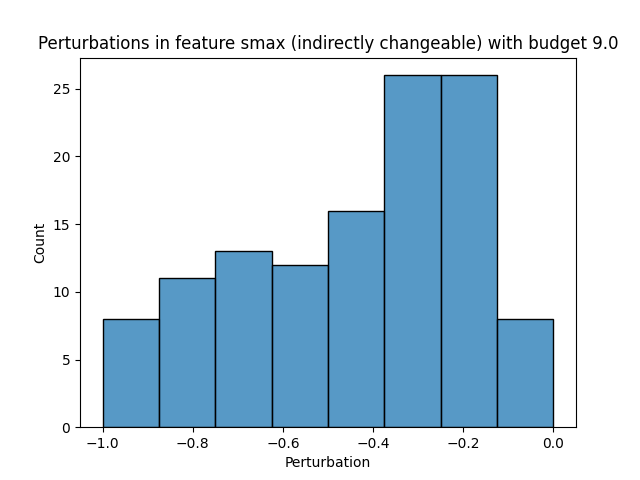 Perturbations in feature smax (indirectly changeable) with budget 9.0
25
20
15
10
5
0
Count
−1.0 −0.8 −0.6 −0.4 −0.2 0.0
Perturbation